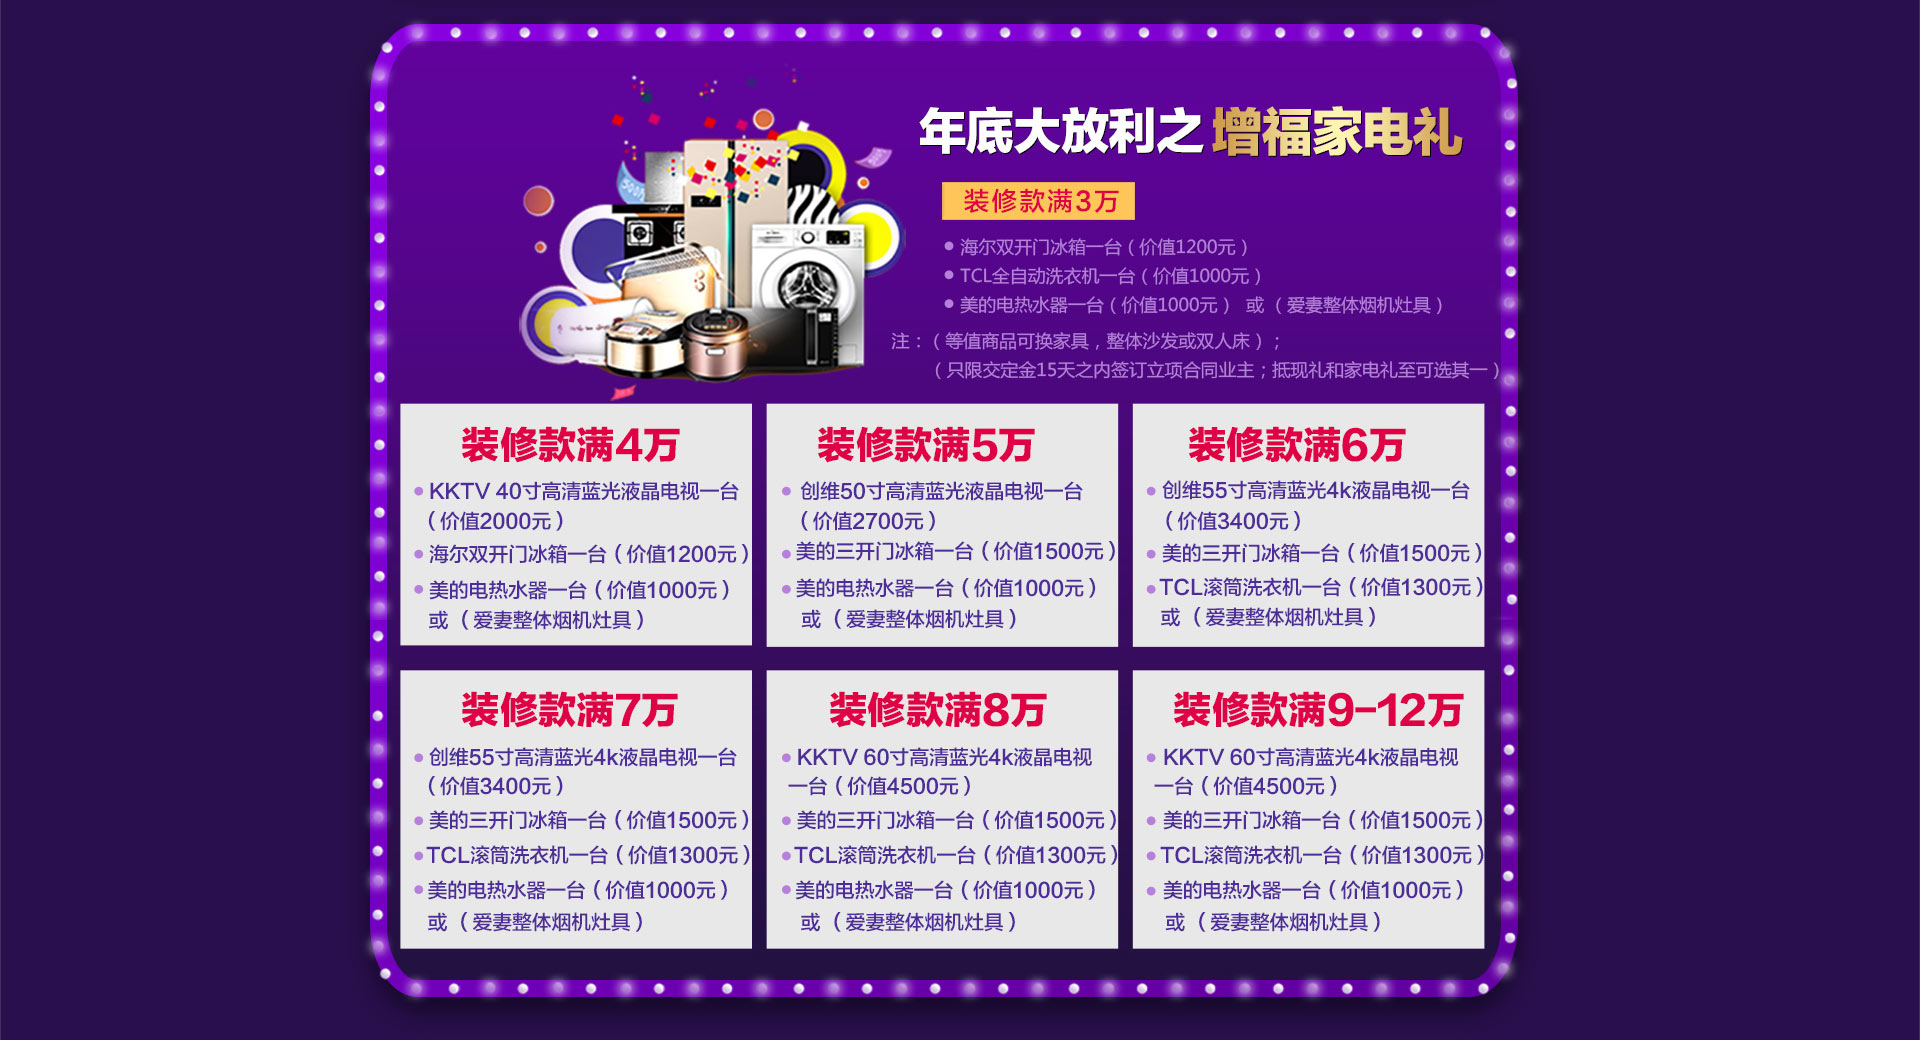 年底大放利之 增福家电礼
装修款满3万
海尔双开门冰箱一台（价值1200元）
TCL全自动洗衣机一台（价值1000元）
美的电热水器一台（价值1000元） 或（爱妻整体烟机灶具）
注：（等值商品可换家具，整体沙发或双人床）；
（只限交定金15天之内签订立项合同业主；抵现礼和家电礼至可选其一）
装修款满4万
KKTV 40寸高清蓝光液晶电视一台
（价值2000元）
海尔双开门冰箱一台（价值1200元）
美的电热水器一台（价值1000元）
或（爱妻整体烟机灶具）
装修款满5万
创维50寸高清蓝光液晶电视一台
（价值2700元）
美的三开门冰箱一台（价值1500元）
美的电热水器一台（价值1000元）
或（爱妻整体烟机灶具）
装修款满6万
创维55寸高清蓝光4k液晶电视一台
（价值3400元）
美的三开门冰箱一台（价值1500元）
TCL滚筒洗衣机一台（价值1300元）
或（爱妻整体烟机灶具）
装修款满7万
创维55寸高清蓝光4k液晶电视一台
（价值3400元）
美的三开门冰箱一台（价值1500元）
TCL滚筒洗衣机一台（价值1300元）
美的电热水器一台（价值1000元）
或（爱妻整体烟机灶具）
装修款满8万
KKTV 60寸高清蓝光4k液晶电视
一台（价值4500元）
美的三开门冰箱一台（价值1500元）
TCL滚筒洗衣机一台（价值1300元）
美的电热水器一台（价值1000元）
或（爱妻整体烟机灶具）
装修款满9-12万
KKTV 60寸高清蓝光4k液晶电视
一台（价值4500元）
美的三开门冰箱一台（价值1500元）
TCL滚筒洗衣机一台（价值1300元）
美的电热水器一台（价值1000元）
或（爱妻整体烟机灶具）